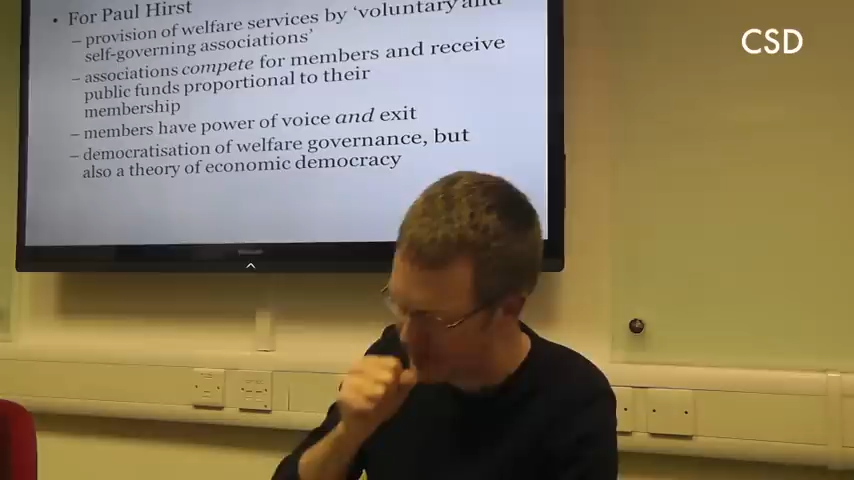 • For Paul Hirst
– provision of welfare services by ‘voluntary and
self-governing associations’
– associations compete for members and receive
public funds proportional to their
membership
– members have power of voice and exit
– democratisation of welfare governance, but
also a theory of economic democracy
CSD